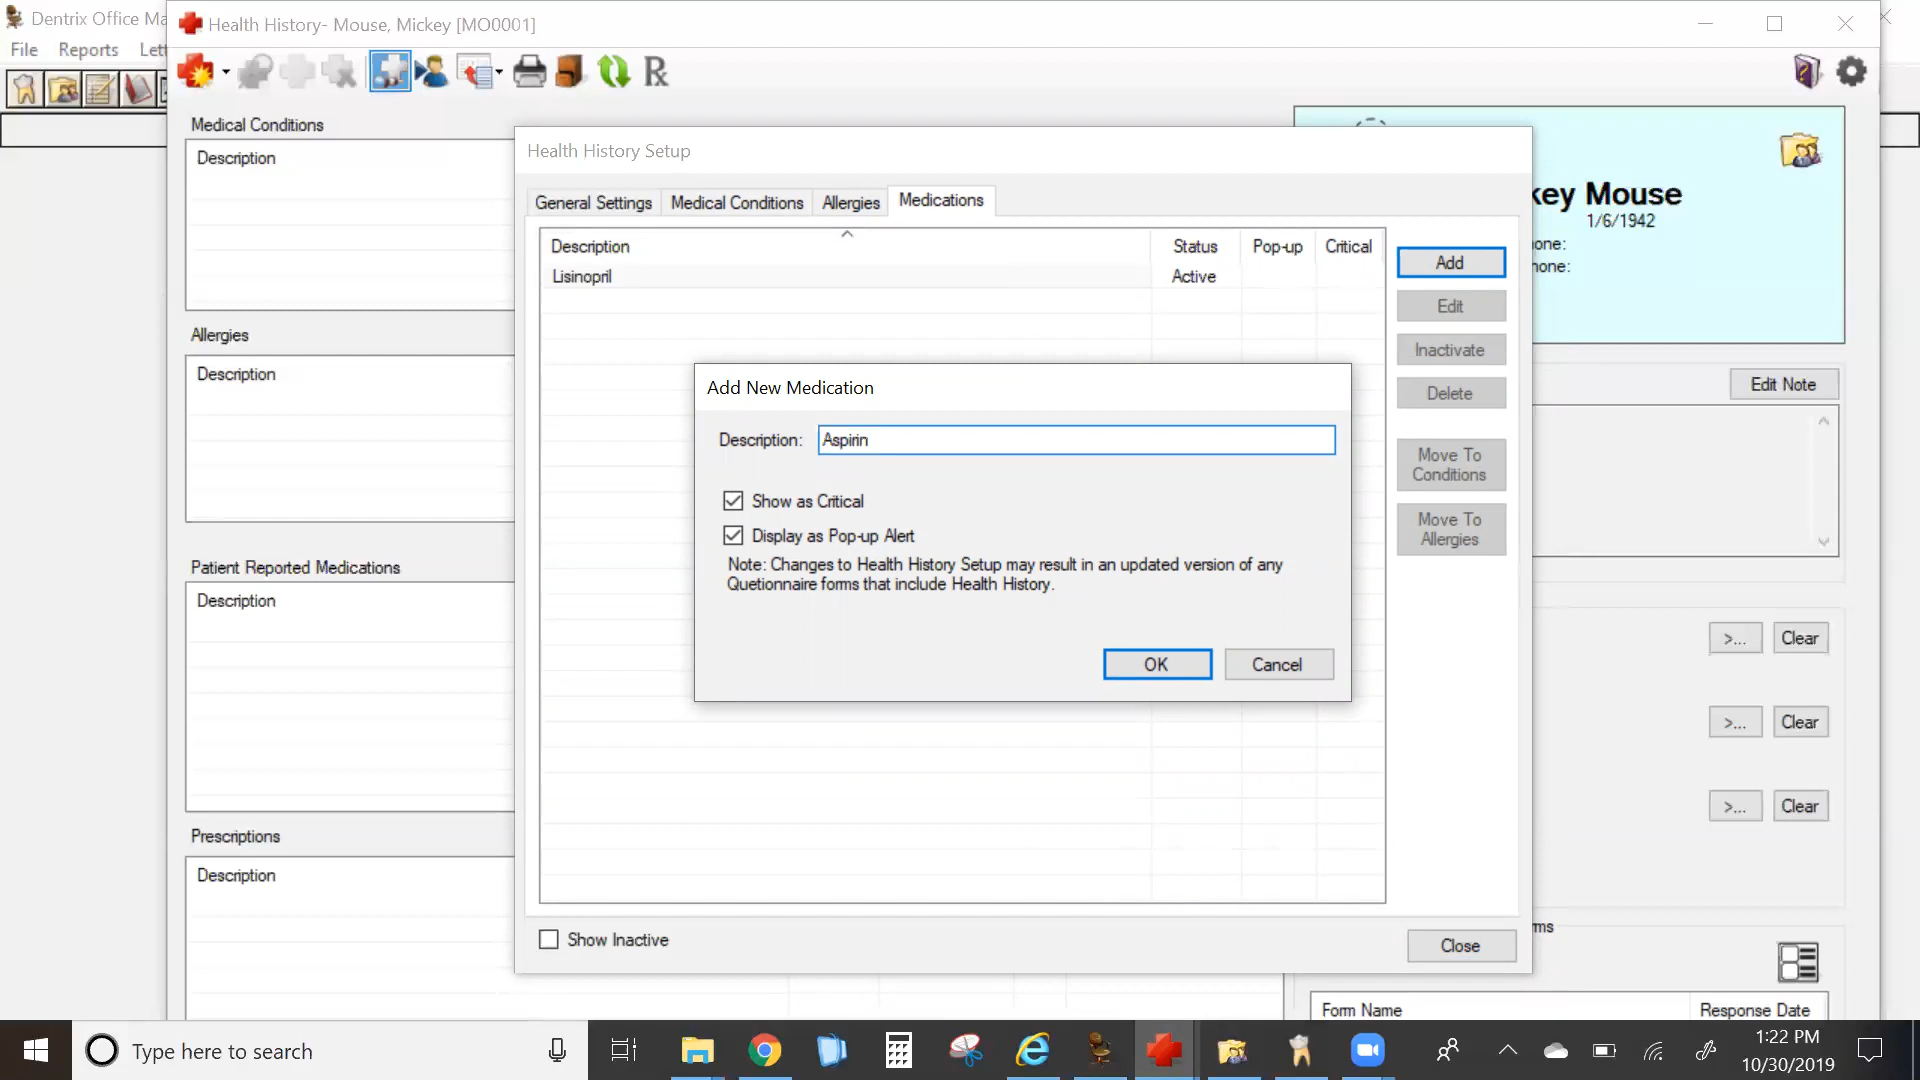 Dentrix Office Ma
File Reports Lett
Health History- Mouse, Mickey [MO0001]
Medical Conditions
Description
Allergies
Description
Patient Reported Medications
Description
Prescriptions
Description
Health History Setup
General Settings Medical Conditions Allergies Medications
Description Status Pop-up Critical
Lisinopril Active
Add
Edit
Inactivate
Delete
Move To
Conditions
Move To
Allergies
Add New Medication
Description: Aspirin
Show as Critical
Display as Pop-up Alert
Note: Changes to Health History Setup may result in an updated version of any
Quetionnaire forms that include Health History.
OK Cancel
Show Inactive
Close
key Mouse
1/6/1942
one:
hone:
Edit Note
>... Clear
>... Clear
>... Clear
ms
Form Name Response Date
Type here to search
1:22 PM
10/30/2019